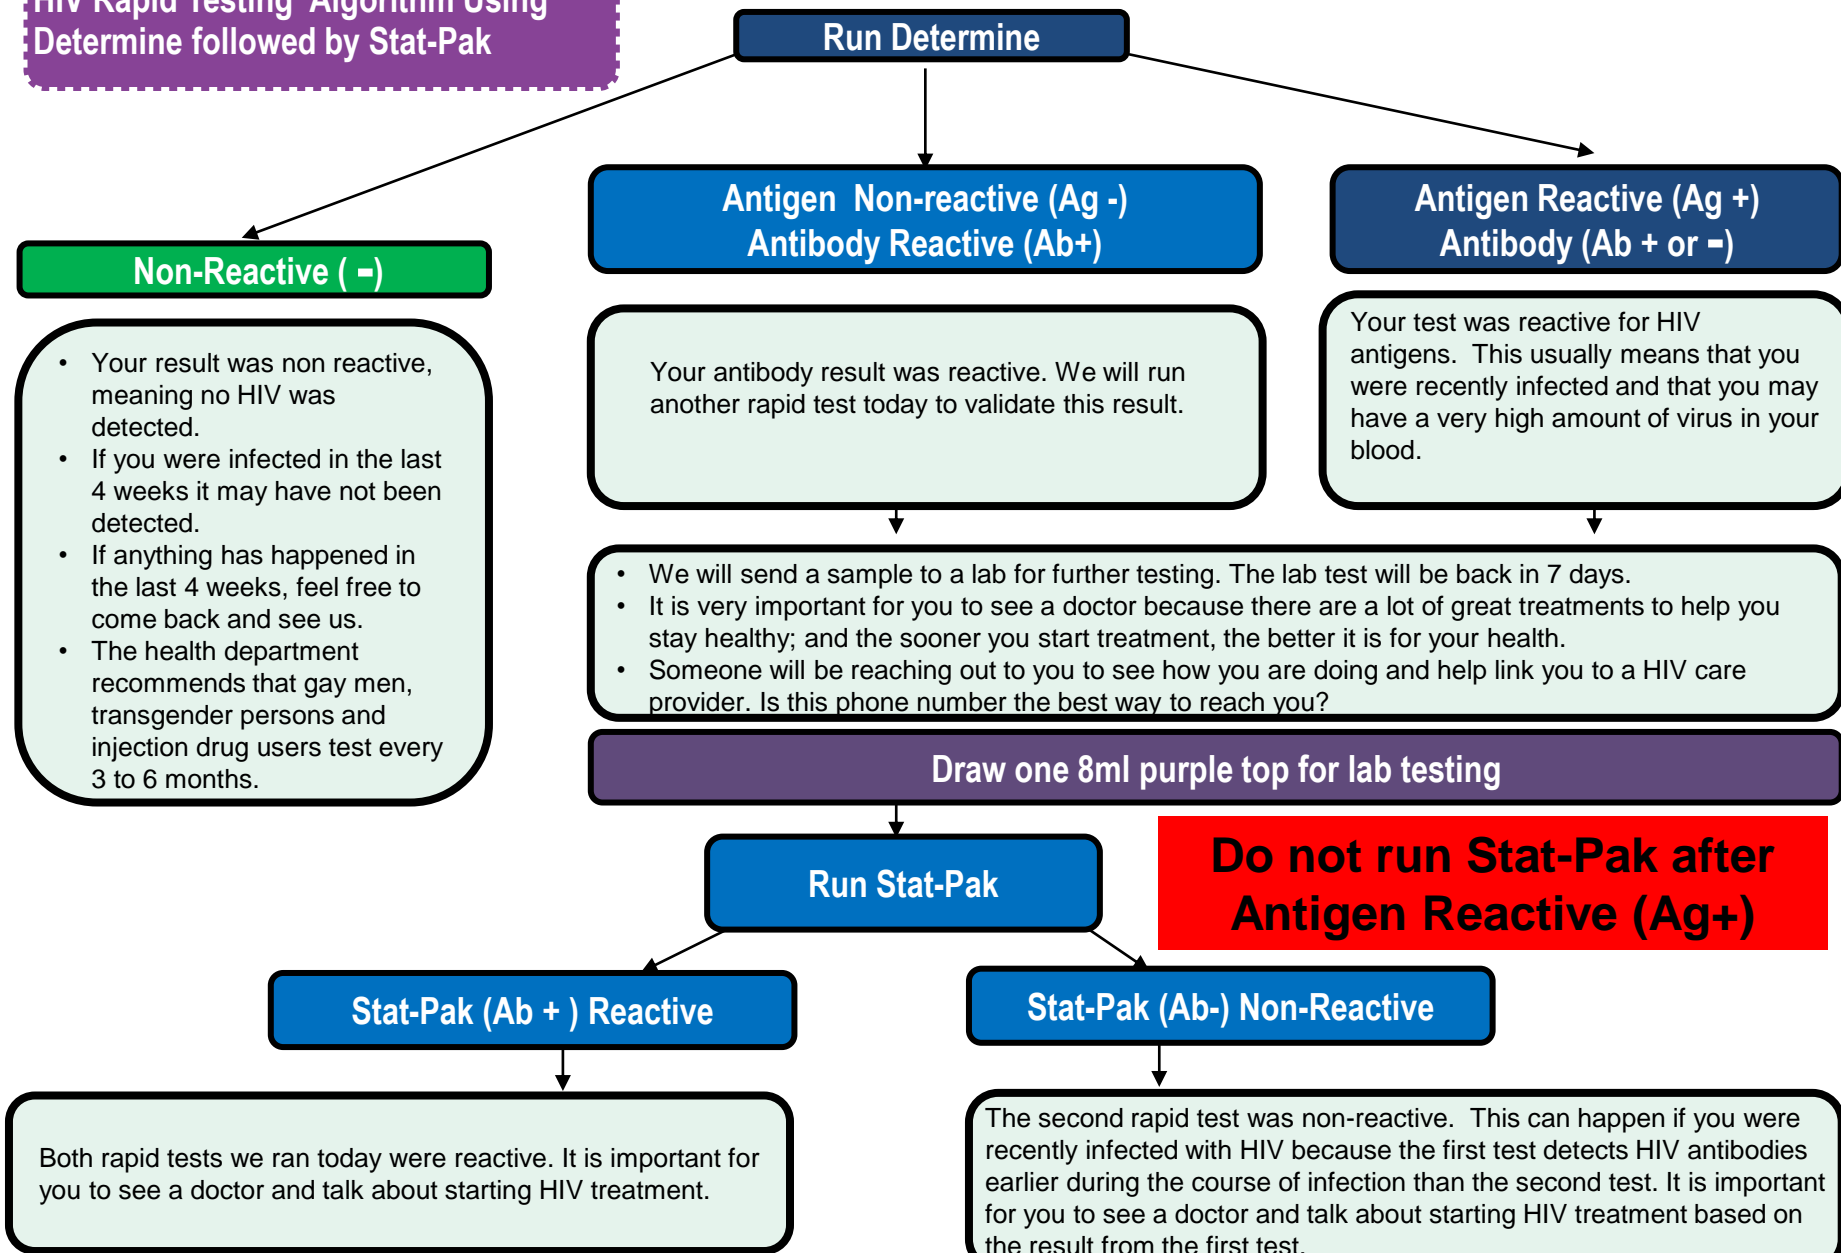 HIV Rapid Testing Algorithm Using
Determine followed by Stat-Pak
Run Determine
Non-Reactive ( -)
Antigen Non-reactive (Ag -)
Antibody Reactive (Ab+)
Antigen Reactive (Ag +)
Antibody (Ab + or -)
• Your result was non reactive,
meaning no HIV was
detected.
• If you were infected in the last
4 weeks it may have not been
detected.
• If anything has happened in
the last 4 weeks, feel free to
come back and see us.
• The health department
recommends that gay men,
transgender persons and
injection drug users test every
3 to 6 months.
Your antibody result was reactive. We will run
another rapid test today to validate this result.
Your test was reactive for HIV
antigens. This usually means that you
were recently infected and that you may
have a very high amount of virus in your
blood.
• We will send a sample to a lab for further testing. The lab test will be back in 7 days.
• It is very important for you to see a doctor because there are a lot of great treatments to help you
stay healthy; and the sooner you start treatment, the better it is for your health.
• Someone will be reaching out to you to see how you are doing and help link you to a HIV care
provider. Is this phone number the best way to reach you?
Draw one 8ml purple top for lab testing
Run Stat-Pak
Do not run Stat-Pak after
Antigen Reactive (Ag+)
Stat-Pak (Ab + ) Reactive
Stat-Pak (Ab-) Non-Reactive
Both rapid tests we ran today were reactive. It is important for
you to see a doctor and talk about starting HIV treatment.
The second rapid test was non-reactive. This can happen if you were
recently infected with HIV because the first test detects HIV antibodies
earlier during the course of infection than the second test. It is important
for you to see a doctor and talk about starting HIV treatment based on
the result from the first test.